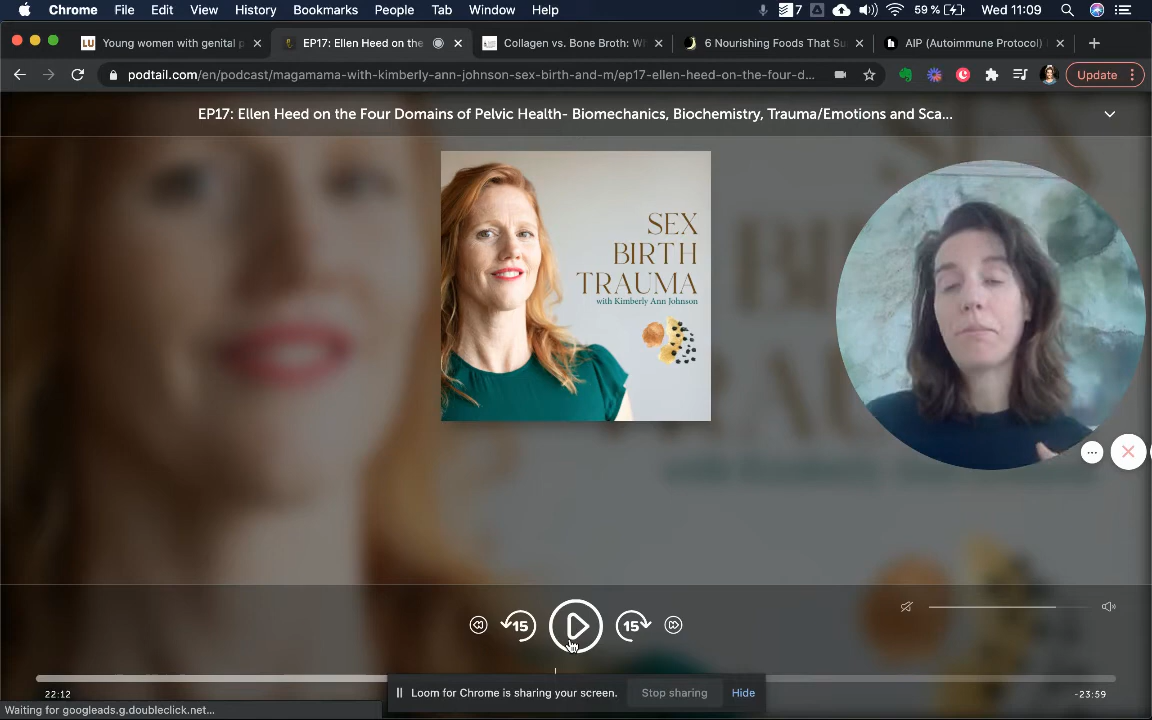 Chrome File Edit View History Bookmarks People Tab Window Help 7 59 % Wed 11:09
Young women with genital p
EP17: Ellen Heed on the
Collagen vs. Bone Broth: W
6 Nourishing Foods That Su
AIP (Autoimmune Protocol)
podtail.com/en/podcast/magamama-with-kimberly-ann-johnson-sex-birth-and-m/ep17-ellen-heed-on-the-four-d...
Update
EP17: Ellen Heed on the Four Domains of Pelvic Health- Biomechanics, Biochemistry, Trauma/Emotions and Sca...
SEX
BIRTH
TRAUMA
with Kimberly Ann Johnson
15
15
Loom for Chrome is sharing your screen.
Stop sharing
Hide
22:12
-23:59
Waiting for googleads.g.doubleclick.net...